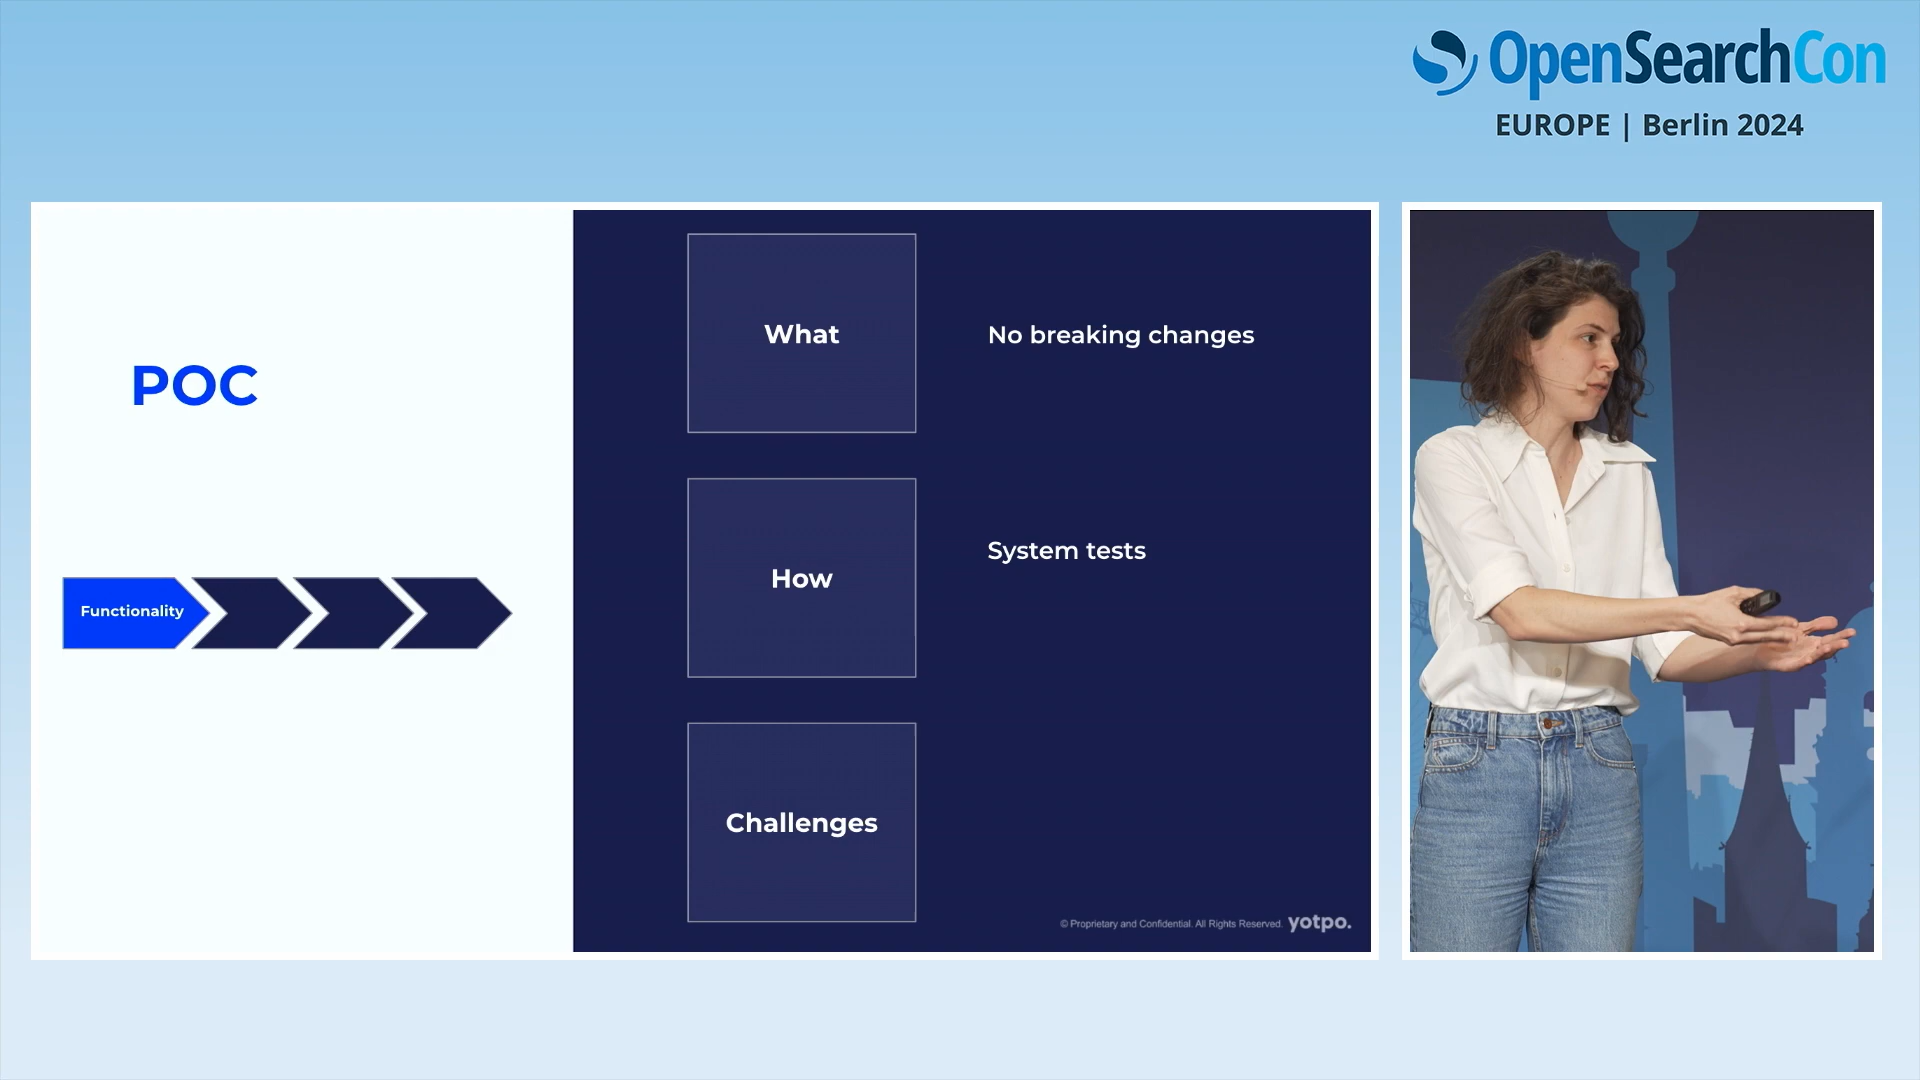 OpenSearchCon
EUROPE | Berlin 2024
POC
Functionality
What
No breaking changes
How
System tests
Challenges
© Proprietary and Confidential. All Rights Reserved. yotpo.